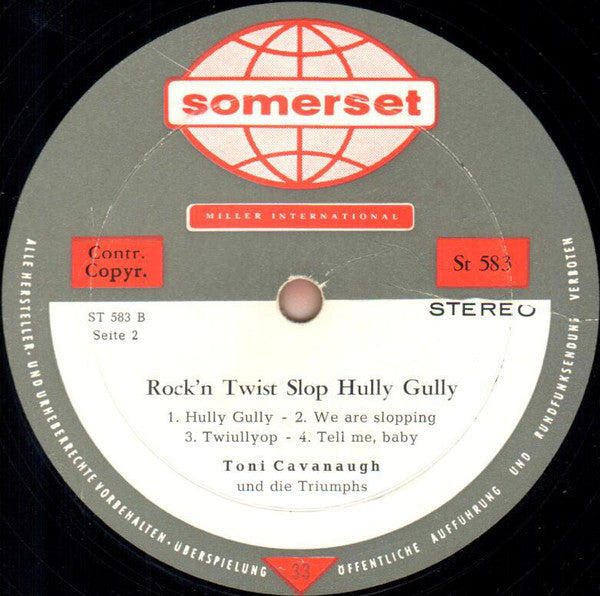 somerset
MILLER INTERNATIONAL
Contr.
Copyr.
St 583
STEREO
ST 583 B
Seite 2
Rock'n Twist Slop Hully Gully
1. Hully Gully - 2. We are slopping
3. Twiullyop - 4. Tell me, baby
Toni Cavanaugh
und die Triumphs
ALLE HERSTELLER- UND URHEBERRECHTE VORBEHALTEN · ÜBERSPIELUNG · ÖFFENTLICHE AUFFÜHRUNG UND RUNDFUNKSENDUNG VERBOTEN
33